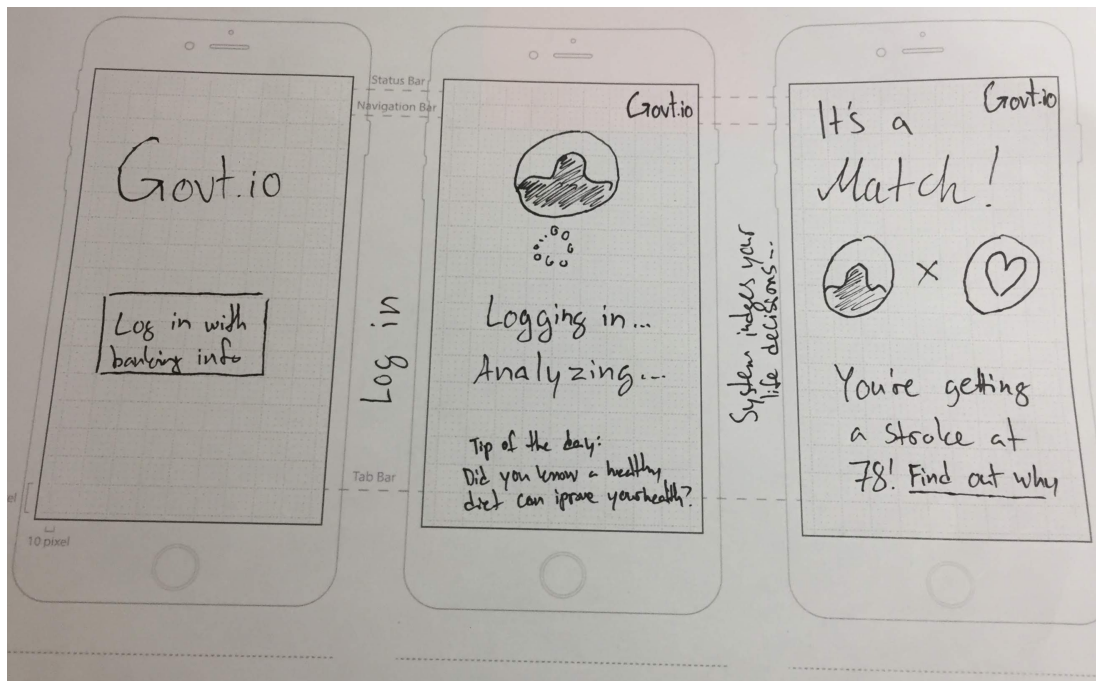 Govt.io
Log in with
banking info
10 pixel
Log in
Status Bar
Navigation Bar
Tab Bar
Govt.io
Logging in...
Analyzing...
Tip of the day:
Did you know a healthy
diet can iprove your health?
System judges your
life decisions...
Govt.io
It's a
Match!
x
You're getting
a stroke at
78! Find out why